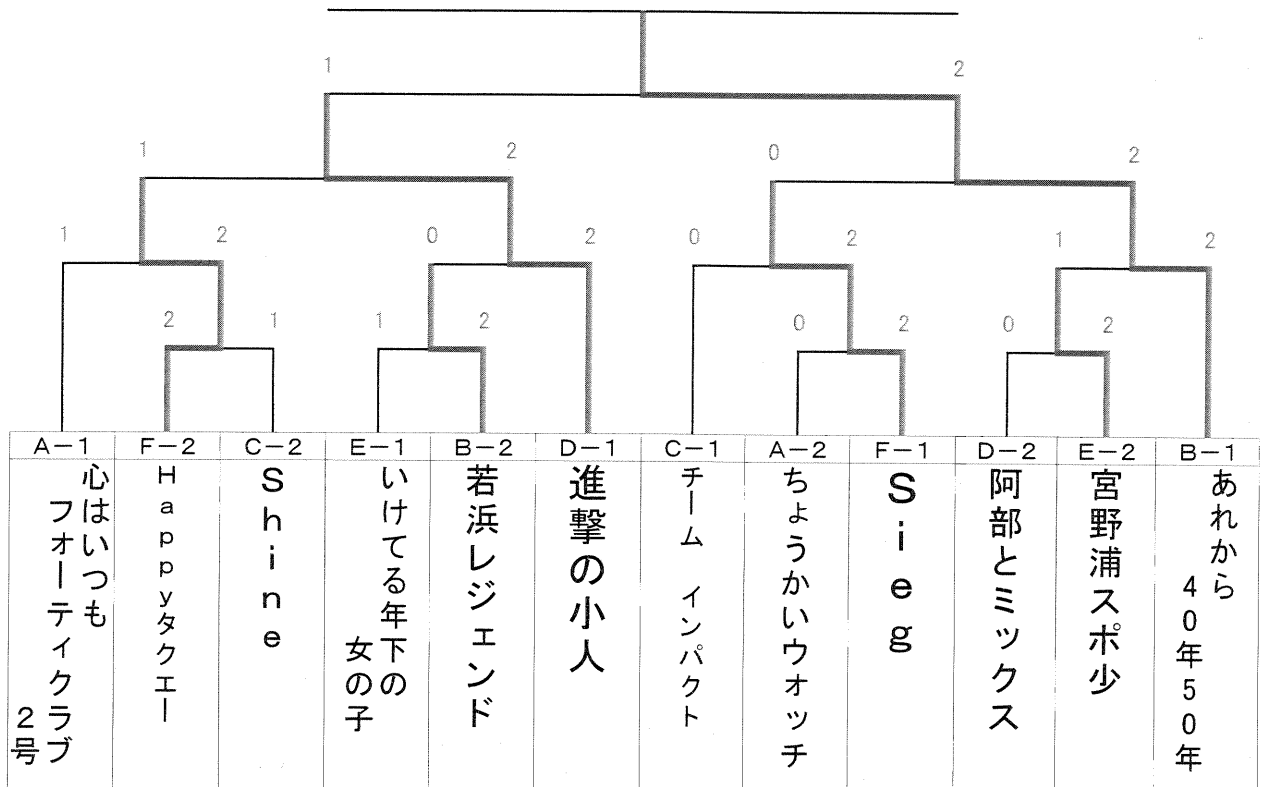 1 2
1 2 0 2
1 2 0 2 0 2 1 2
2 1 1 2 0 2 0 2
A-1 F-2 C-2 E-1 B-2 D-1 C-1 A-2 F-1 D-2 E-2 B-1
心はいつも
フォーティクラブ
2号
Happyタクエー
Shine
いけてる年下の
女の子
若浜レジェンド
進撃の小人
チーム インパクト
ちょうかいウオッチ
Sieg
阿部とミックス
宮野浦スポ少
あれから
40年50年